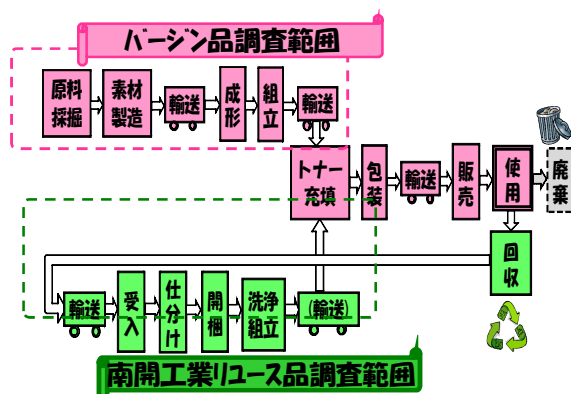 バージン品調査範囲
原料
採掘
素材
製造
輸送
成形
組立
輸送
トナー
充填
包装
輸送
販売
使用
廃棄
回収
輸送
受入
仕分け
開梱
洗浄
組立
(輸送)
南開工業リユース品調査範囲